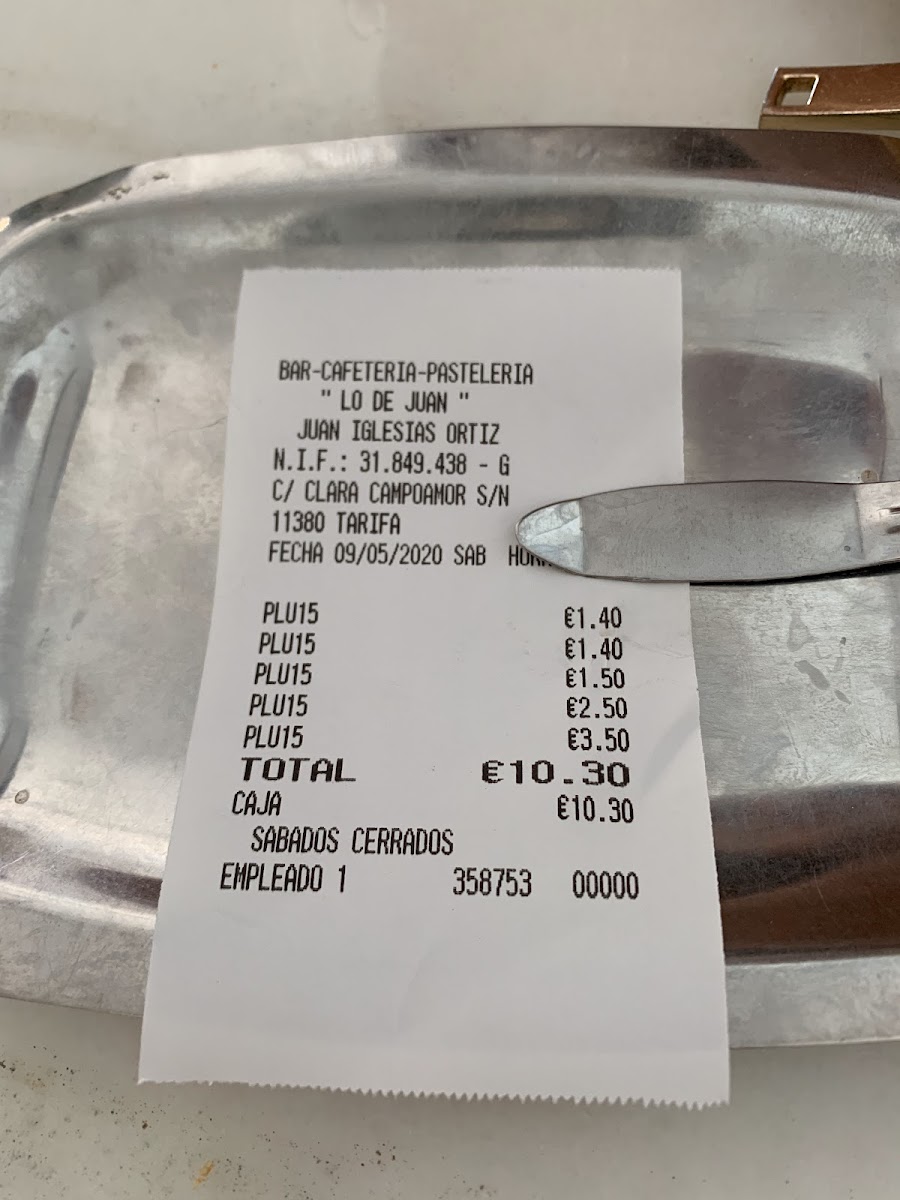 BAR-CAFETERIA-PASTELERIA
" LO DE JUAN "
JUAN IGLESIAS ORTIZ
N.I.F.: 31.849.438 - G
C/ CLARA CAMPOAMOR S/N
11380 TARIFA
FECHA 09/05/2020 SAB
PLU15 €1.40
PLU15 €1.40
PLU15 €1.50
PLU15 €2.50
PLU15 €3.50
TOTAL €10.30
CAJA €10.30
SABADOS CERRADOS
EMPLEADO 1 358753 00000